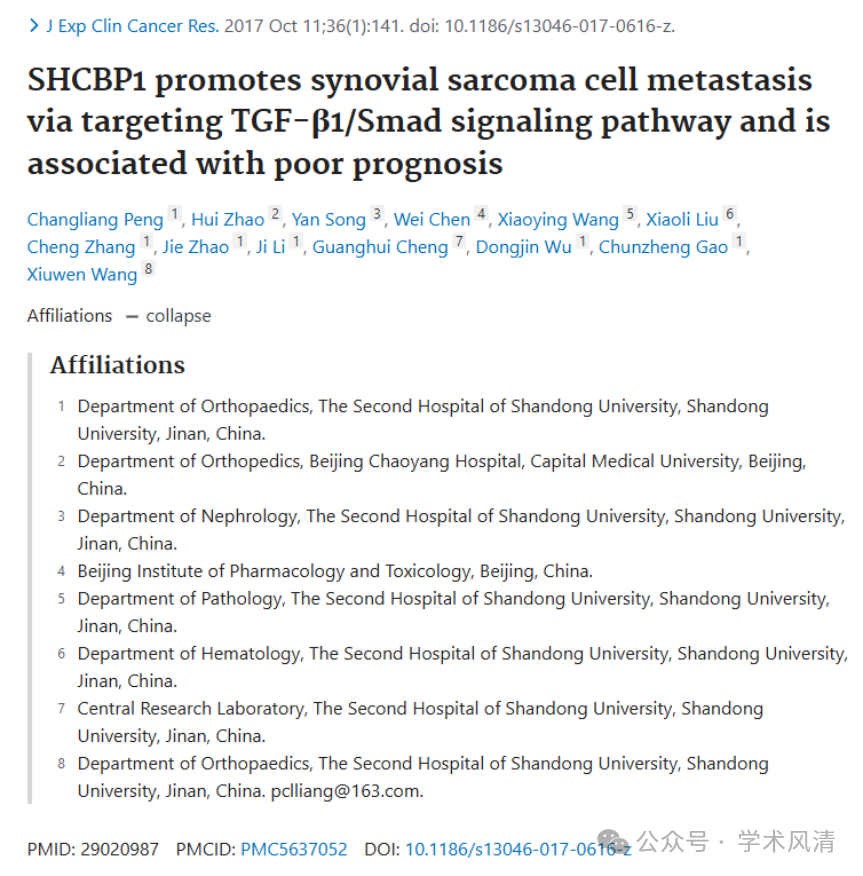 J Exp Clin Cancer Res. 2017 Oct 11;36(1):141. doi: 10.1186/s13046-017-0616-z.
SHCBP1 promotes synovial sarcoma cell metastasis
via targeting TGF-β1/Smad signaling pathway and is
associated with poor prognosis
Changliang Peng 1, Hui Zhao 2, Yan Song 3, Wei Chen 4, Xiaoying Wang 5, Xiaoli Liu 6,
Cheng Zhang 1, Jie Zhao 1, Ji Li 1, Guanghui Cheng 7, Dongjin Wu 1, Chunzheng Gao 1,
Xiuwen Wang 8
Affiliations — collapse
Affiliations
1 Department of Orthopaedics, The Second Hospital of Shandong University, Shandong
University, Jinan, China.
2 Department of Orthopedics, Beijing Chaoyang Hospital, Capital Medical University, Beijing,
China.
3 Department of Nephrology, The Second Hospital of Shandong University, Shandong University,
Jinan, China.
4 Beijing Institute of Pharmacology and Toxicology, Beijing, China.
5 Department of Pathology, The Second Hospital of Shandong University, Shandong University,
Jinan, China.
6 Department of Hematology, The Second Hospital of Shandong University, Shandong University,
Jinan, China.
7 Central Research Laboratory, The Second Hospital of Shandong University, Shandong
University, Jinan, China.
8 Department of Orthopaedics, The Second Hospital of Shandong University, Shandong
University, Jinan, China. pclliang@163.com.
PMID: 29020987 PMCID: PMC5637052 DOI: 10.1186/s13046-017-0616-z
公众号 · 学术风清